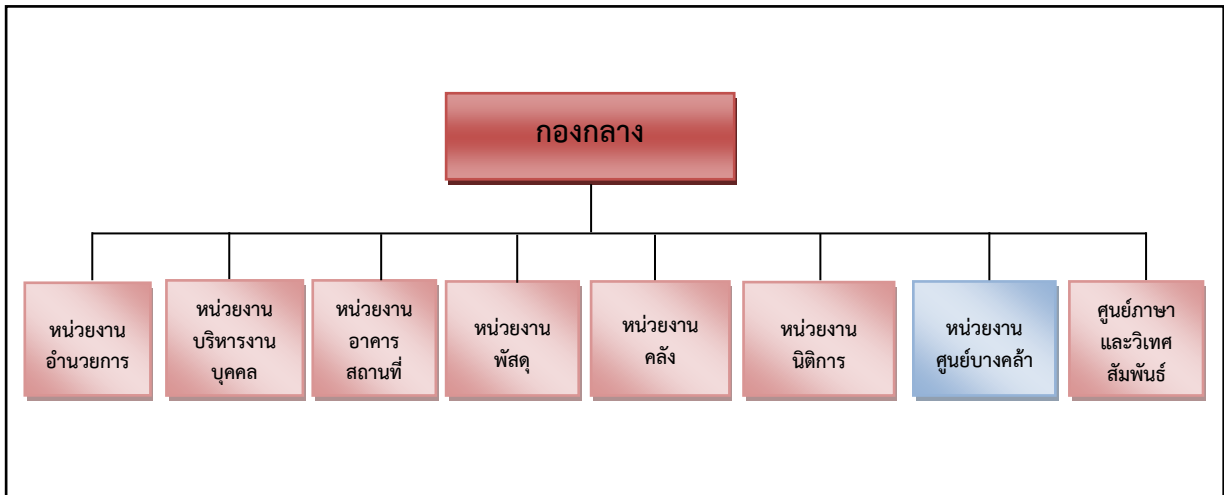 กองกลาง
หน่วยงาน
อำนวยการ
หน่วยงาน
บริหารงาน
บุคคล
หน่วยงาน
อาคาร
สถานที่
หน่วยงาน
พัสดุ
หน่วยงาน
คลัง
หน่วยงาน
นิติการ
หน่วยงาน
ศูนย์บางคล้า
ศูนย์ภาษา
และวิเทศ
สัมพันธ์